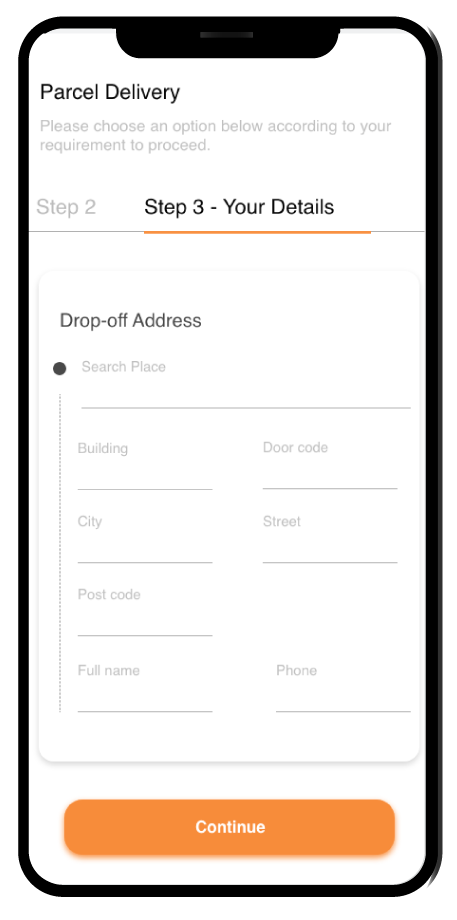 Parcel Delivery
Please choose an option below according to your
requirement to proceed.
Step 2 Step 3 - Your Details
Drop-off Address
Search Place
Building Door code
City Street
Post code
Full name Phone
Continue